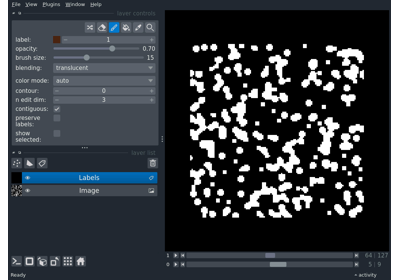 File View Plugins Window Help
layer controls
label: 1
opacity: 0.70
brush size: 15
blending: translucent
color mode: auto
contour: 0
n edit dim: 3
contiguous:
preserve
labels:
show
selected:
layer list
Labels
Image
1 64 | 127
0 5 | 9
Ready
activity